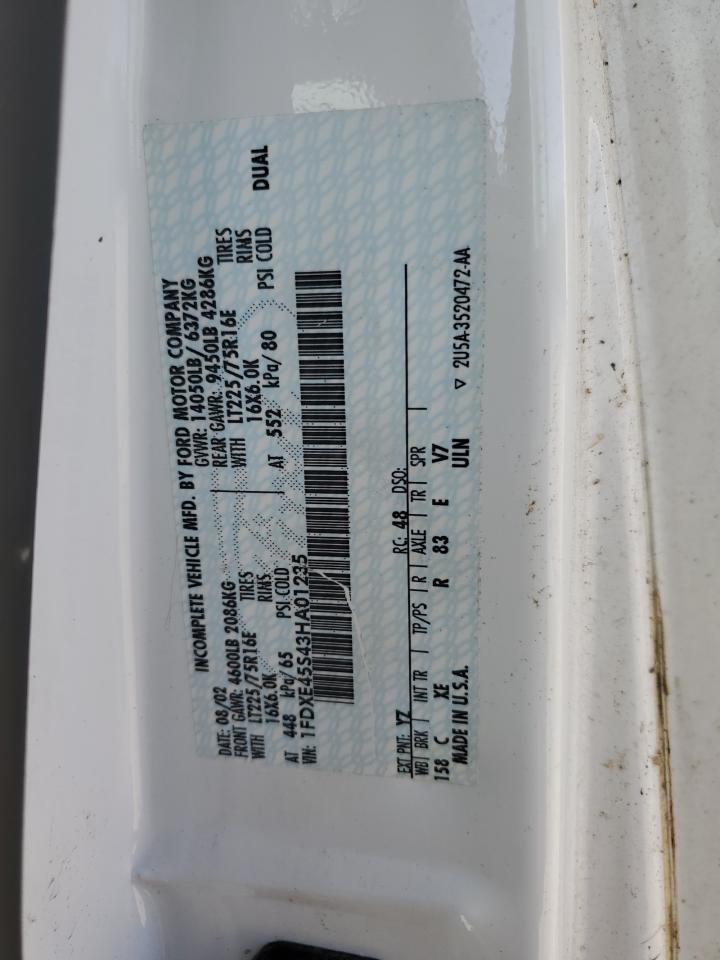 INCOMPLETE VEHICLE MFD. BY FORD MOTOR COMPANY
DATE: 08/02 GVWR: 14050LB/ 6372KG
FRONT GAWR: 4600LB 2086KG REAR GAWR: 9450LB 4286KG
WITH LT225/75R16E TIRES WITH LT225/75R16E TIRES
16X6.0K RIMS 16X6.0K RIMS
AT 448 kPa/ 65 PSI COLD AT 552 kPa/ 80 PSI COLD DUAL
VIN: 1FDXE45S43HA01235
EXT PNT: YZ RC: 48 DSO:
WB BRK INT TR TP/PS R AXLE TR SPR
158 C XE R 83 E V7
MADE IN U.S.A. ULN ▽ 2U5A-3520472-AA